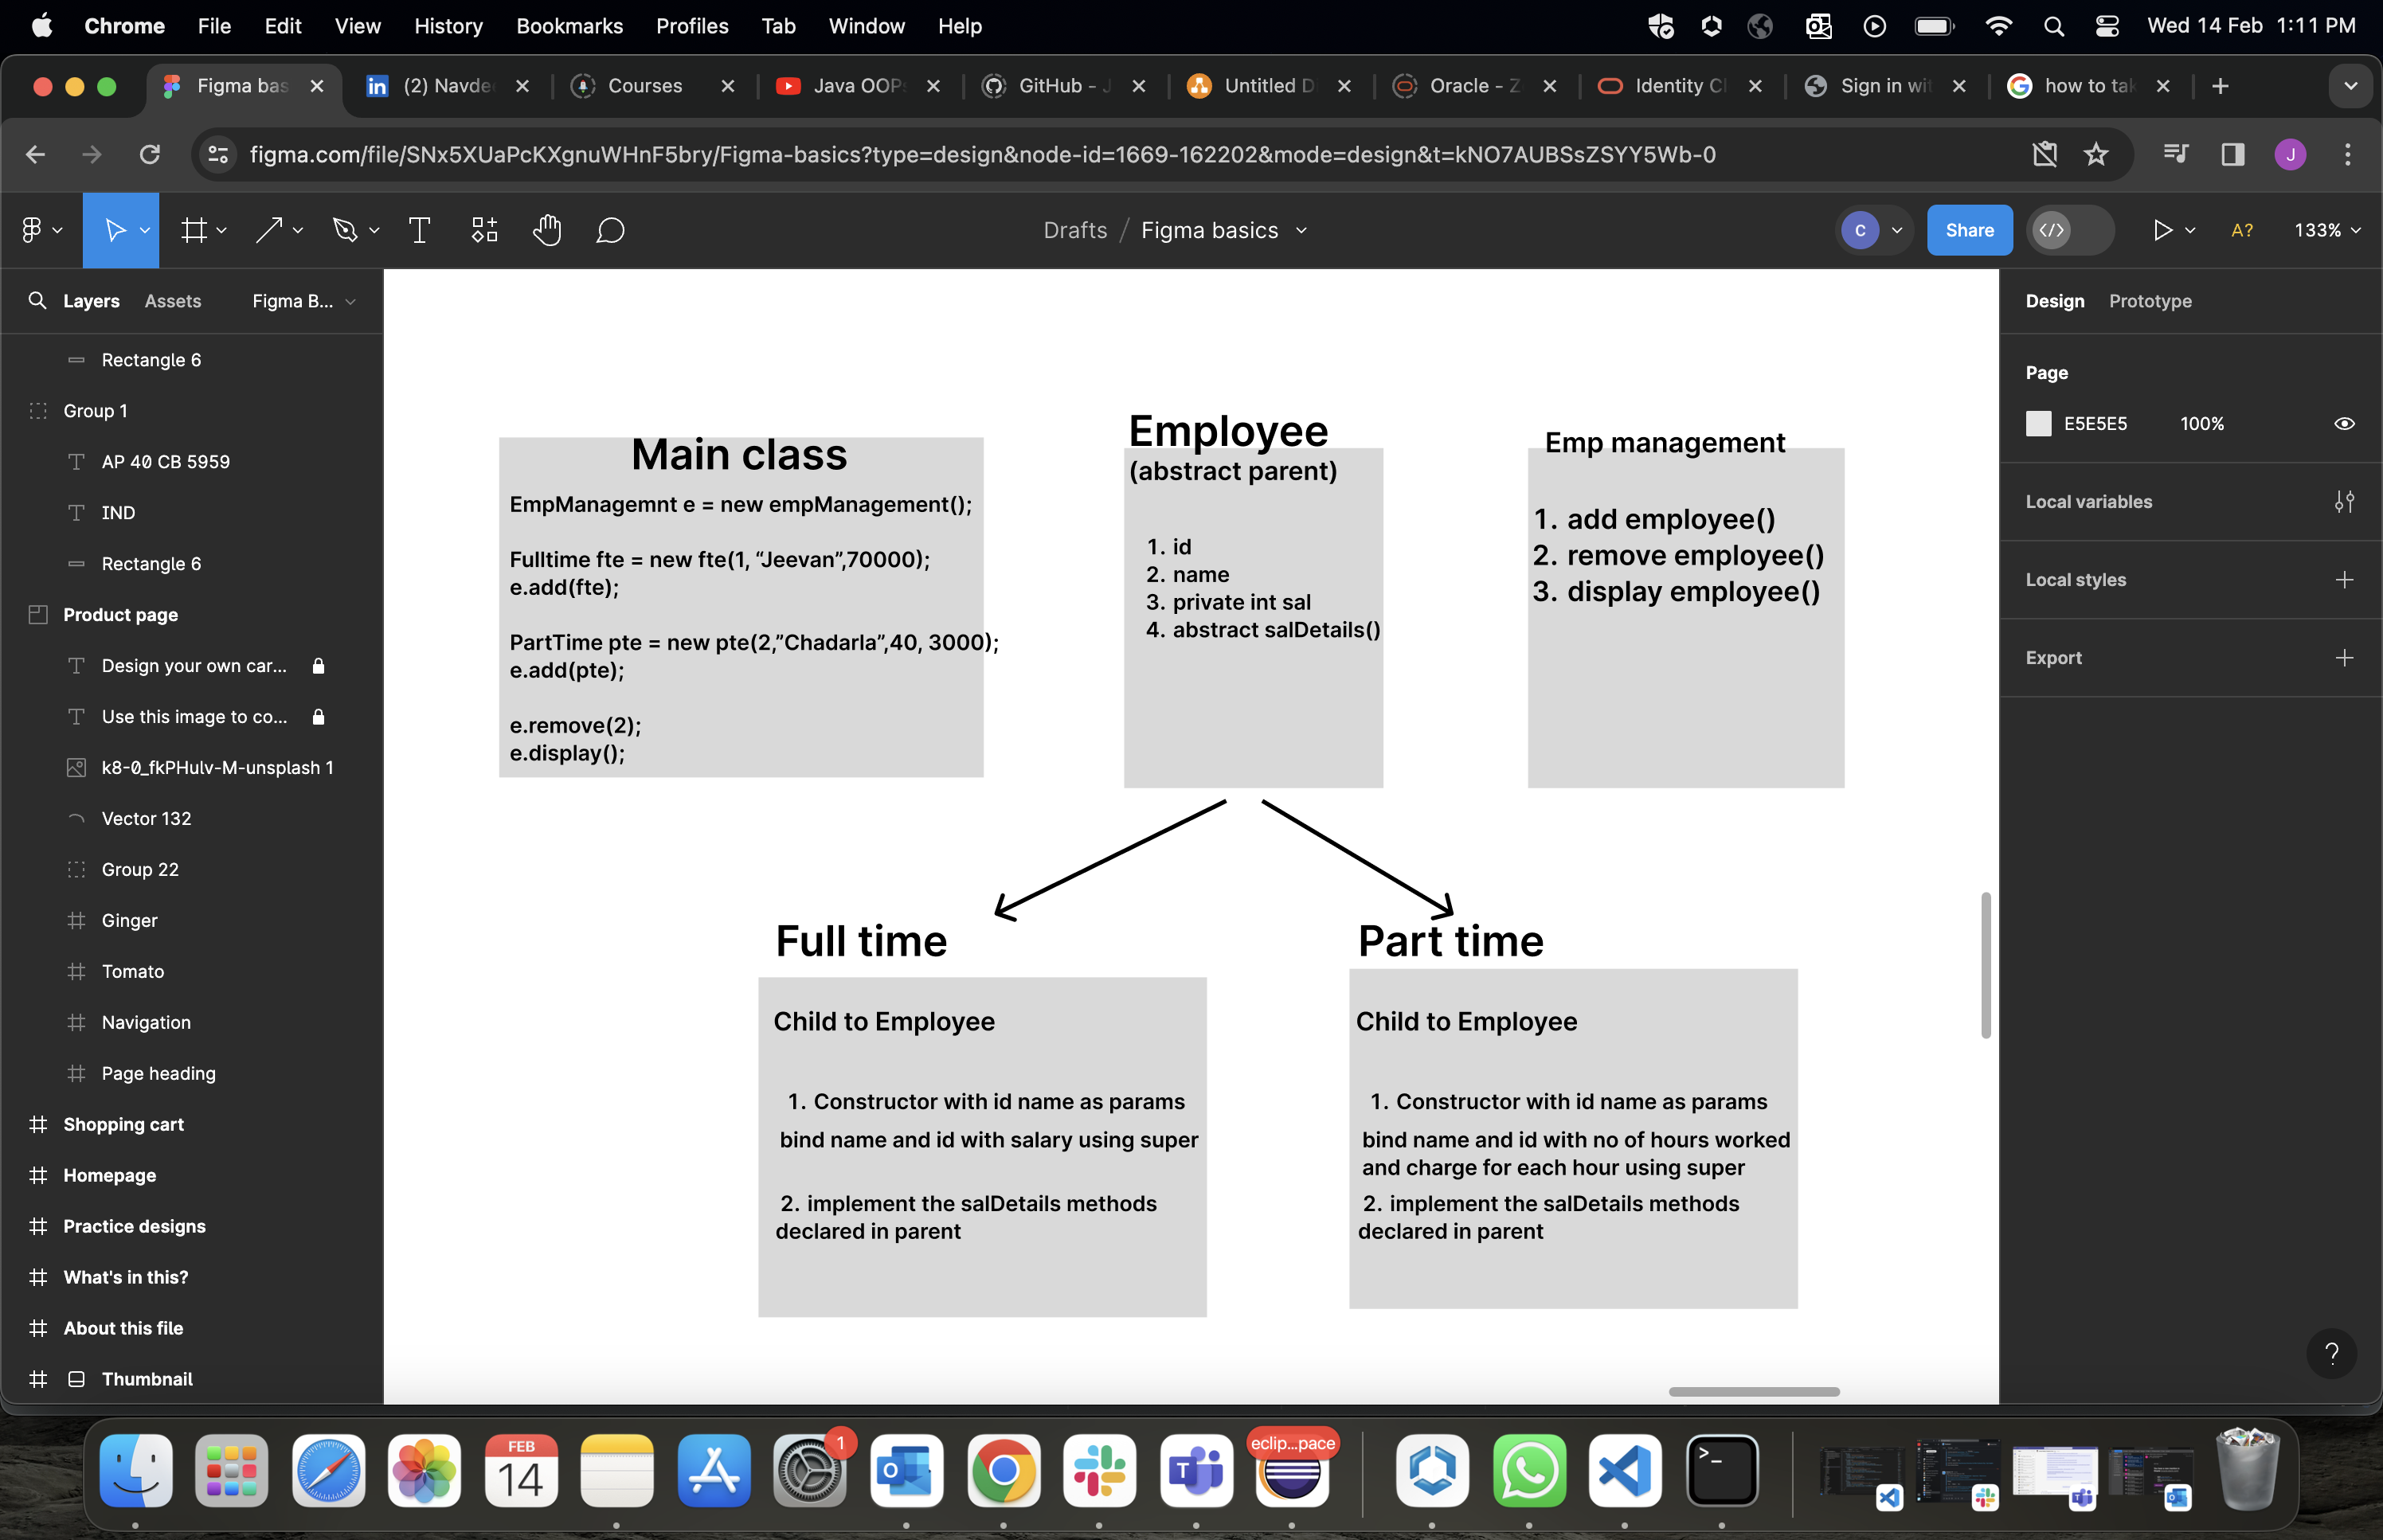 Chrome File Edit View History Bookmarks Profiles Tab Window Help
Wed 14 Feb 1:11 PM
Figma bas
(2) Navde
Courses
Java OOPs
GitHub - J
Untitled D
Oracle - Z
Identity Cl
Sign in wit
how to tak
figma.com/file/SNx5XUaPcKXgnuWHnF5bry/Figma-basics?type=design&node-id=1669-162202&mode=design&t=kNO7AUBSsZSYY5Wb-0
J
Drafts / Figma basics
C
Share
A?
133%
Layers Assets Figma B...
Rectangle 6
Group 1
AP 40 CB 5959
IND
Rectangle 6
Product page
Design your own car...
Use this image to co...
k8-0_fkPHulv-M-unsplash 1
Vector 132
Group 22
Ginger
Tomato
Navigation
Page heading
Shopping cart
Homepage
Practice designs
What's in this?
About this file
Thumbnail
Main class
EmpManagemnt e = new empManagement();
Fulltime fte = new fte(1, “Jeevan”,70000);
e.add(fte);
PartTime pte = new pte(2,”Chadarla”,40, 3000);
e.add(pte);
e.remove(2);
e.display();
Employee
(abstract parent)
1. id
2. name
3. private int sal
4. abstract salDetails()
Emp management
1. add employee()
2. remove employee()
3. display employee()
Full time
Child to Employee
1. Constructor with id name as params
bind name and id with salary using super
2. implement the salDetails methods
declared in parent
Part time
Child to Employee
1. Constructor with id name as params
bind name and id with no of hours worked
and charge for each hour using super
2. implement the salDetails methods
declared in parent
Design Prototype
Page
E5E5E5 100%
Local variables
Local styles
Export
?
FEB
14
1
eclip...pace